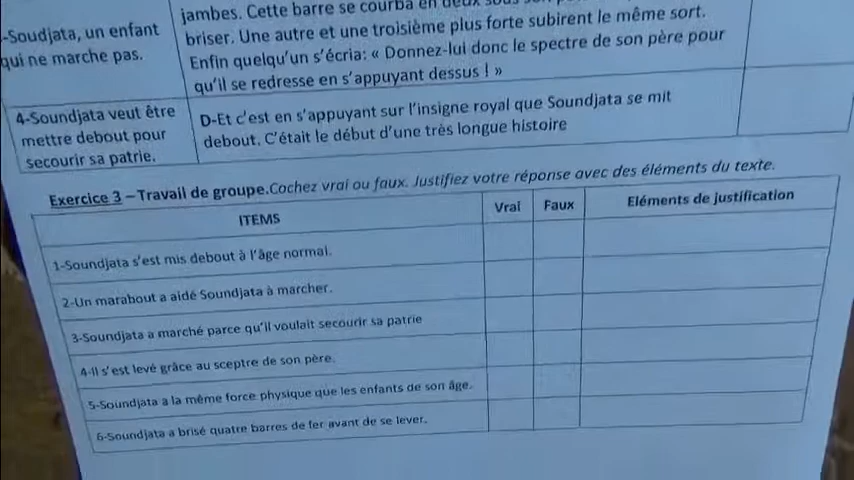 jambes. Cette barre se courba en deux sous son
-Soudjata, un enfant
briser. Une autre et une troisième plus forte subirent le même sort.
qui ne marche pas.
Enfin quelqu'un s'écria: « Donnez-lui donc le spectre de son père pour
qu'il se redresse en s'appuyant dessus ! »
4-Soundjata veut être
mettre debout pour
secourir sa patrie.
D-Et c'est en s'appuyant sur l'insigne royal que Soundjata se mit
debout. C'était le début d'une très longue histoire
Exercice 3 – Travail de groupe.Cochez vrai ou faux. Justifiez votre réponse avec des éléments du texte.
ITEMS Vrai Faux Eléments de justification
1-Soundjata s'est mis debout à l'âge normal.
2-Un marabout a aidé Soundjata à marcher.
3-Soundjata a marché parce qu'il voulait secourir sa patrie
4-Il s'est levé grâce au sceptre de son père.
5-Soundjata a la même force physique que les enfants de son âge.
6-Soundjata a brisé quatre barres de fer avant de se lever.